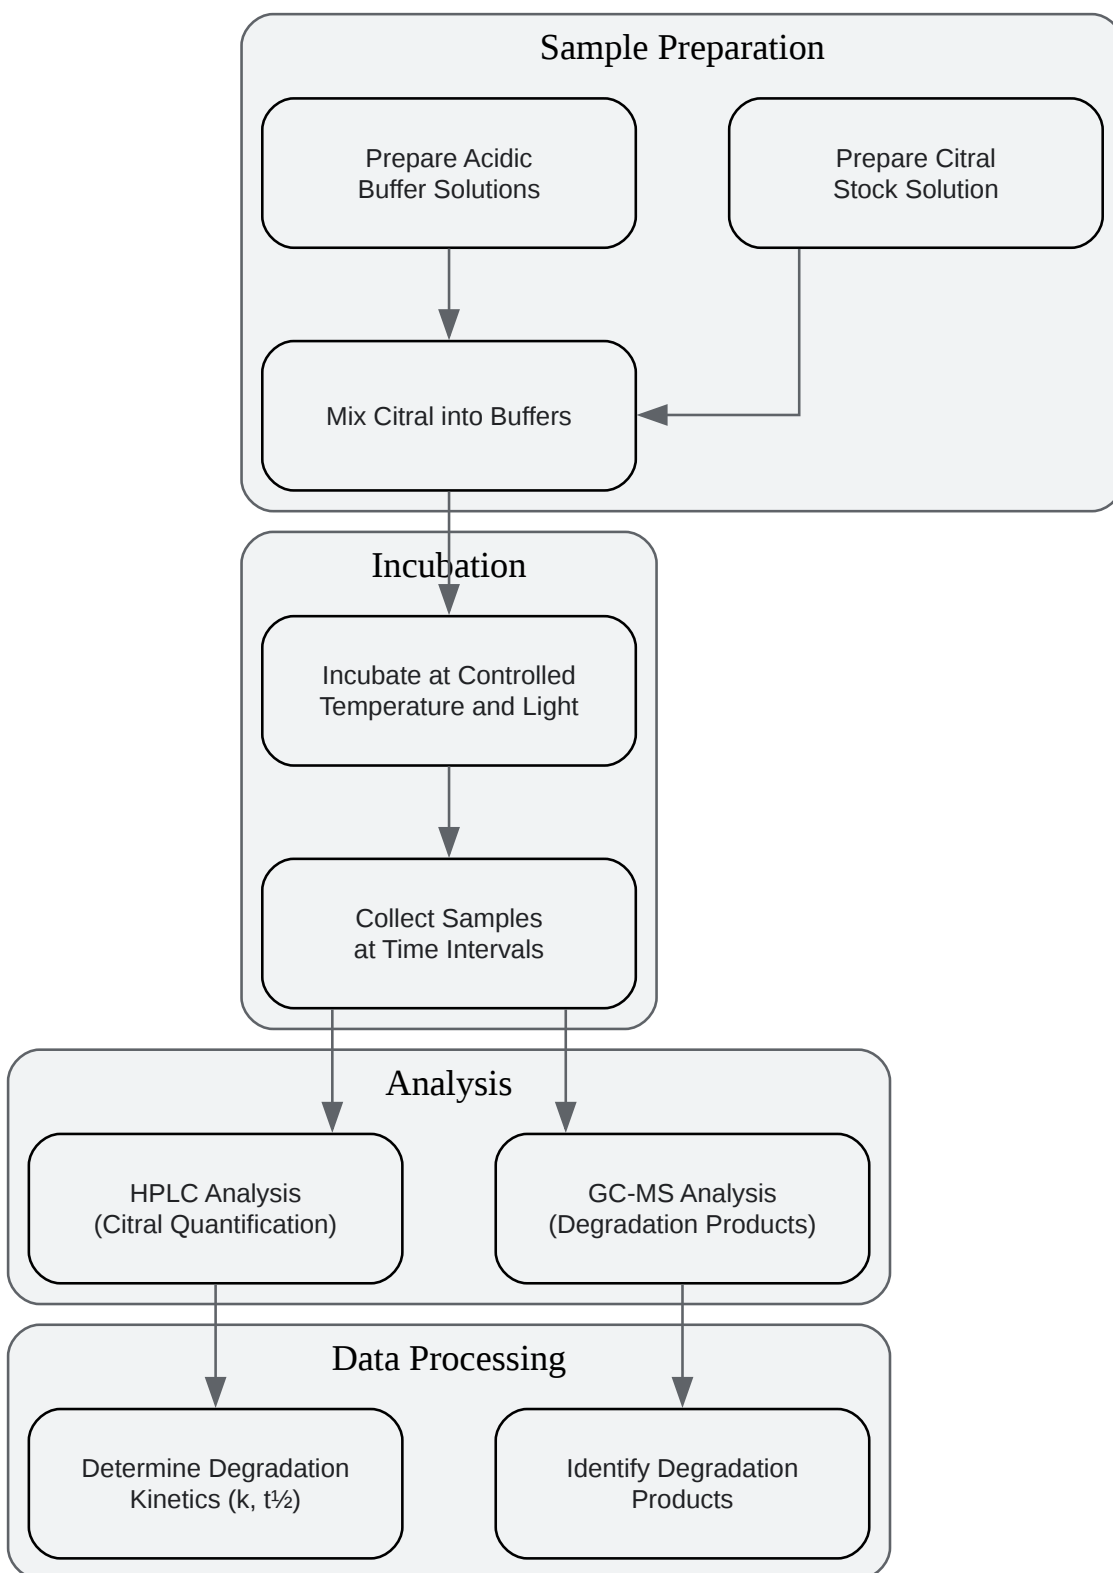 Sample Preparation
Prepare Acidic
Buffer Solutions
Prepare Citral
Stock Solution
Mix Citral into Buffers
Incubation
Incubate at Controlled
Temperature and Light
Collect Samples
at Time Intervals
Analysis
HPLC Analysis
(Citral Quantification)
GC-MS Analysis
(Degradation Products)
Data Processing
Determine Degradation
Kinetics (k, t½)
Identify Degradation
Products